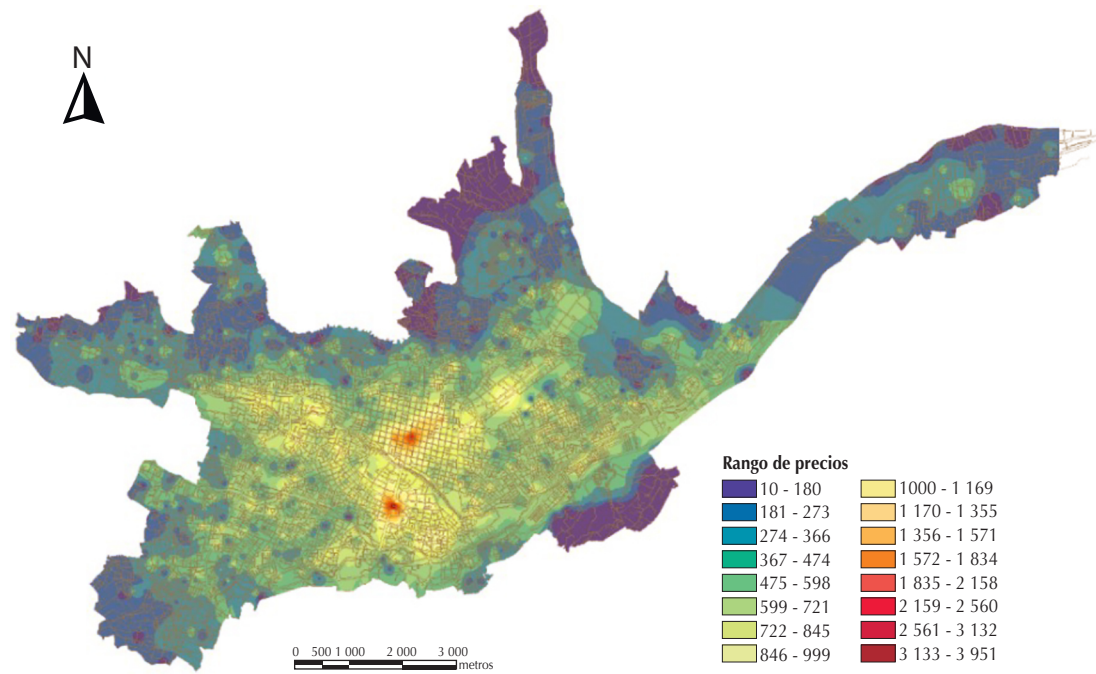 N
Rango de precios
10 - 180
181 - 273
274 - 366
367 - 474
475 - 598
599 - 721
722 - 845
846 - 999
1000 - 1 169
1 170 - 1 355
1 356 - 1 571
1 572 - 1 834
1 835 - 2 158
2 159 - 2 560
2 561 - 3 132
3 133 - 3 951
0 500 1 000 2 000 3 000
metros